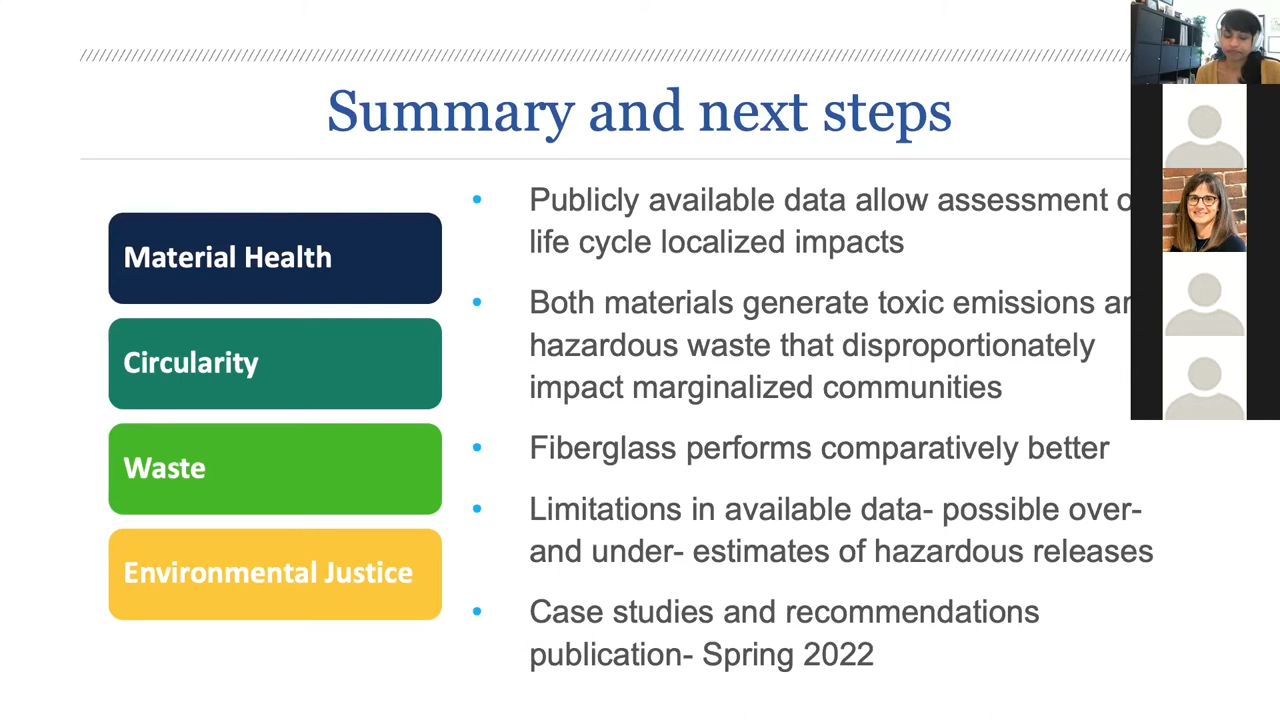 Summary and next steps
Material Health
Circularity
Waste
Environmental Justice
• Publicly available data allow assessment
life cycle localized impacts
• Both materials generate toxic emissions
hazardous waste that disproportionately
impact marginalized communities
• Fiberglass performs comparatively better
• Limitations in available data- possible over-
and under- estimates of hazardous releases
• Case studies and recommendations
publication- Spring 2022